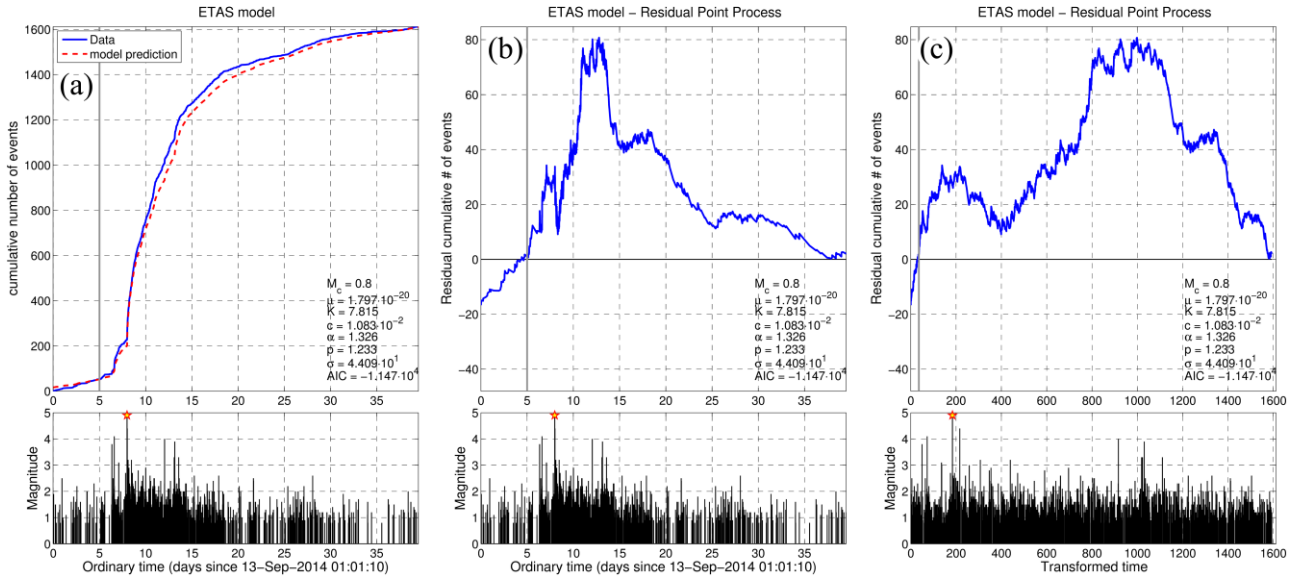 ETAS model
Data
model prediction
(a)
cumulative number of events
1600
1400
1200
1000
800
600
400
200
0
0 5 10 15 20 25 30 35
M_c = 0.8
μ = 1.797·10^−20
K = 7.815
c = 1.083·10^−2
α = 1.326
p = 1.233
σ = 4.409·10^1
AIC = −1.147·10^4
Magnitude
5
4
3
2
1
0
0 5 10 15 20 25 30 35
Ordinary time (days since 13−Sep−2014 01:01:10)
ETAS model − Residual Point Process
(b)
Residual cumulative # of events
80
60
40
20
0
−20
−40
0 5 10 15 20 25 30 35
M_c = 0.8
μ = 1.797·10^−20
K = 7.815
c = 1.083·10^−2
α = 1.326
p = 1.233
σ = 4.409·10^1
AIC = −1.147·10^4
Magnitude
5
4
3
2
1
0
0 5 10 15 20 25 30 35
Ordinary time (days since 13−Sep−2014 01:01:10)
ETAS model − Residual Point Process
(c)
Residual cumulative # of events
80
60
40
20
0
−20
−40
0 200 400 600 800 1000 1200 1400 1600
M_c = 0.8
μ = 1.797·10^−20
K = 7.815
c = 1.083·10^−2
α = 1.326
p = 1.233
σ = 4.409·10^1
AIC = −1.147·10^4
Magnitude
5
4
3
2
1
0
0 200 400 600 800 1000 1200 1400 1600
Transformed time